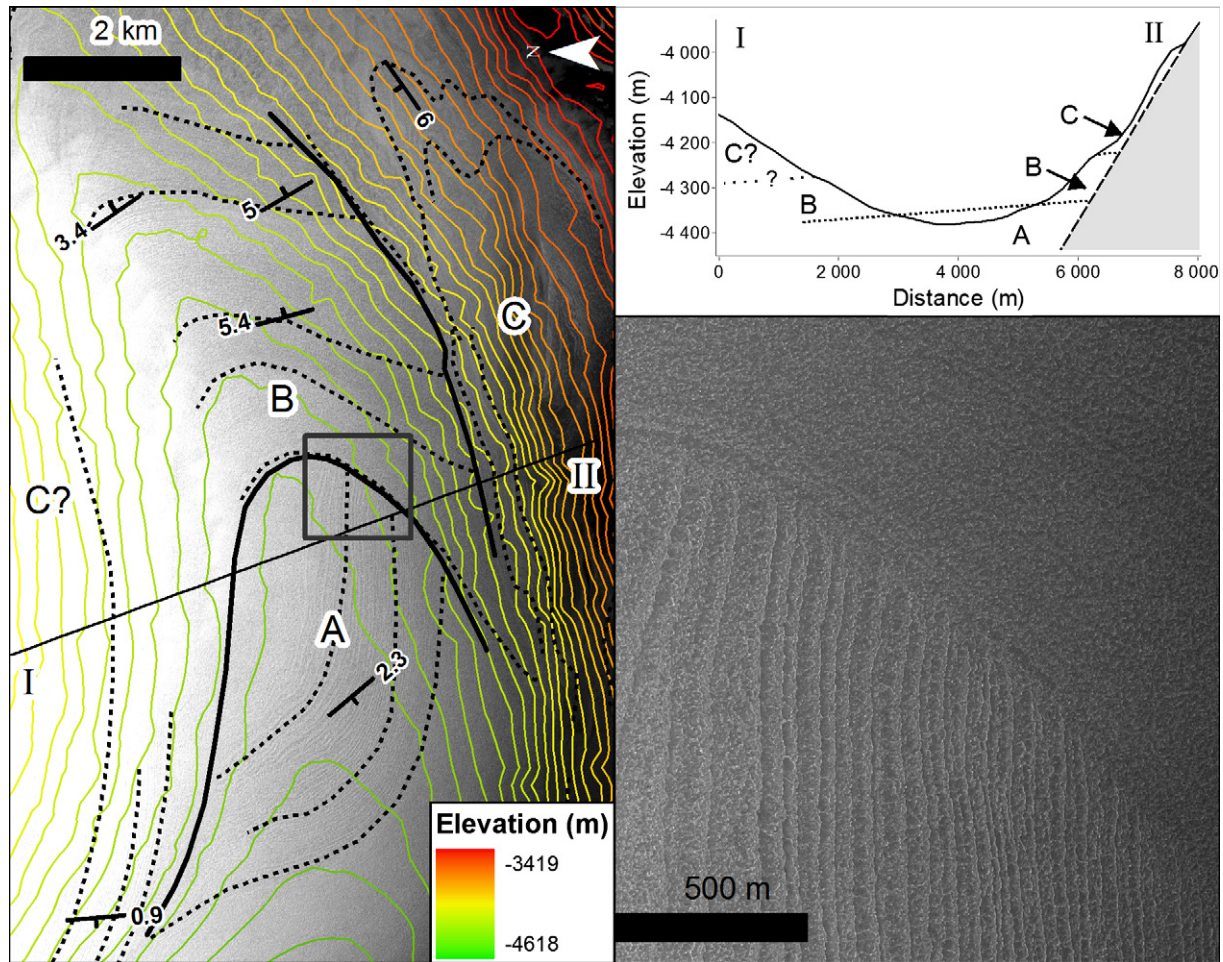 2 km
N
6
5
3.4
5.4
B
C
C?
II
A
I
2.3
0.9
Elevation (m)
-3419
-4618
I
II
-4 000
-4 100
-4 200
-4 300
-4 400
Elevation (m)
C
C?
?
B
B
A
0
2 000
4 000
6 000
8 000
Distance (m)
500 m